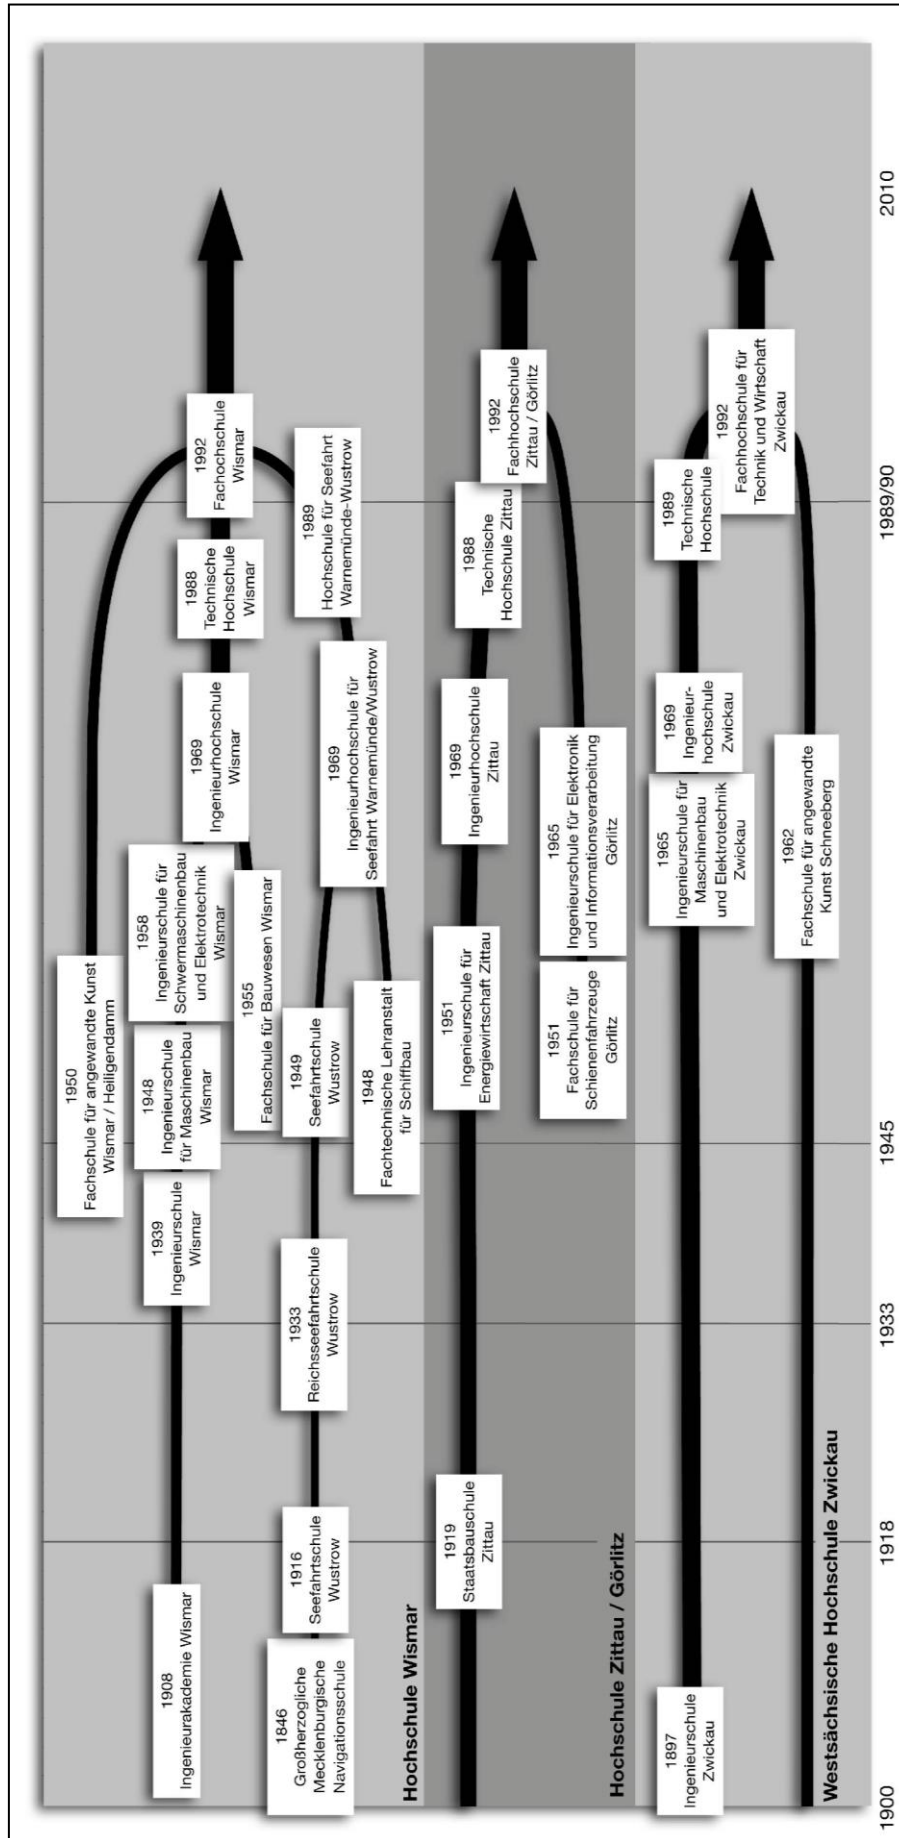 1950
Fachschule für angewandte Kunst
Wismar / Heiligendamm
1908
Ingenieurakademie Wismar
1939
Ingenieurschule
Wismar
1948
Ingenieurschule
für Maschinenbau
Wismar
1958
Ingenieurschule für
Schwermaschinenbau
und Elektrotechnik
Wismar
1955
Fachschule für Bauwesen Wismar
1969
Ingenieurhochschule
Wismar
1988
Technische
Hochschule
Wismar
1992
Fachohschule
Wismar
1846
Großherzogliche
Mecklenburgische
Navigationsschule
1916
Seefahrtschule
Wustrow
1933
Reichsseefahrtschule
Wustrow
1949
Seefahrtschule
Wustrow
1948
Fachtechnische Lehranstalt
für Schiffbau
1969
Ingenieurhochschule für
Seefahrt Warnemünde/Wustrow
1989
Hochschule für Seefahrt
Warnemünde-Wustrow
Hochschule Wismar
1919
Staatsbauschule
Zittau
1951
Ingenieurschule für
Energiewirtschaft Zittau
1969
Ingenieurhochschule
Zittau
1988
Technische
Hochschule Zittau
1992
Fachhochschule
Zittau / Görlitz
1951
Fachschule für
Schienenfahrzeuge
Görlitz
1965
Ingenieurschule für Elektronik
und Informationsverarbeitung
Görlitz
Hochschule Zittau / Görlitz
1897
Ingenieurschule
Zwickau
1965
Ingenieurschule für
Maschinenbau
und Elektrotechnik
Zwickau
1969
Ingenieur-
hochschule
Zwickau
1989
Technische
Hochschule
1992
Fachhochschule für
Technik und Wirtschaft
Zwickau
1962
Fachschule für angewandte
Kunst Schneeberg
Westsächsische Hochschule Zwickau
1900
1918
1933
1945
1989/90
2010